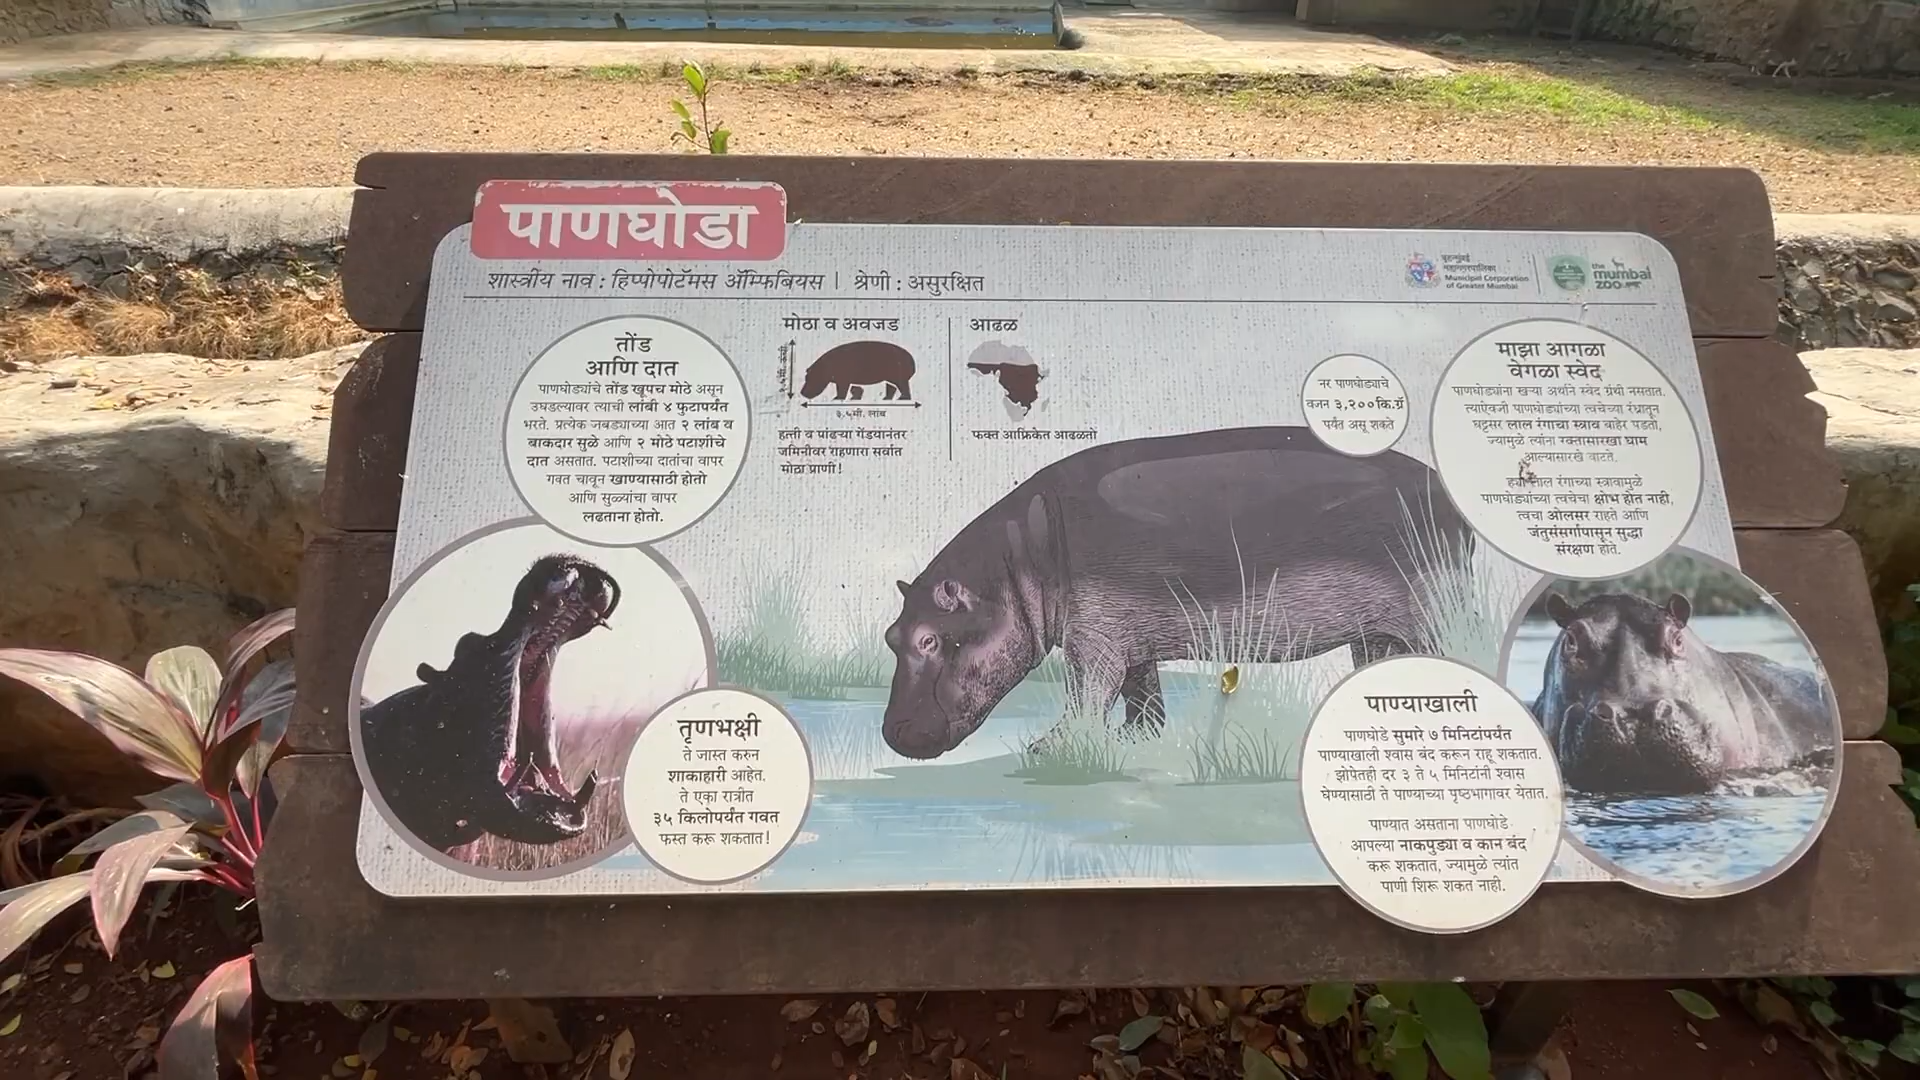 पाणघोडा
शास्त्रीय नाव : हिप्पोपोटॅमस ॲम्फिबियस | श्रेणी : असुरक्षित
बृहन्मुंबई
महानगरपालिका
Municipal Corporation
of Greater Mumbai
the
mumbai
zoo
तोंड
आणि दात
पाणघोड्यांचे तोंड खूपच मोठे असून
उघडल्यावर त्याची लांबी ४ फुटापर्यंत
भरते. प्रत्येक जबड्याच्या आत २ लांब व
बाकदार सुळे आणि २ मोठे पटाशीचे
दात असतात. पटाशीच्या दातांचा वापर
गवत चावून खाण्यासाठी होतो
आणि सुळ्यांचा वापर
लढताना होतो.
मोठा व अवजड
३.५मी. लांब
हत्ती व पांढऱ्या गेंड्यानंतर
जमिनीवर राहणारा सर्वात
मोठा प्राणी!
आढळ
फक्त आफ्रिकेत आढळतो
नर पाणघोड्याचे
वजन ३,२००कि.ग्रॅ
पर्यंत असू शकते
माझा आगळा
वेगळा स्वेद
पाणघोड्यांना खऱ्या अर्थाने स्वेद ग्रंथी नसतात.
त्याऐवजी पाणघोड्यांच्या त्वचेच्या रंध्रातून
घट्टसर लाल रंगाचा स्त्राव बाहेर पडतो,
ज्यामुळे त्यांना रक्तासारखा घाम
आल्यासारखे वाटते.
ह्या लाल रंगाच्या स्त्रावामुळे
पाणघोड्यांच्या त्वचेचा क्षोभ होत नाही,
त्वचा ओलसर राहते आणि
जंतुसंसर्गापासून सुद्धा
संरक्षण होते.
तृणभक्षी
ते जास्त करुन
शाकाहारी आहेत.
ते एका रात्रीत
३५ किलोपर्यंत गवत
फस्त करू शकतात!
पाण्याखाली
पाणघोडे सुमारे ७ मिनिटांपर्यंत
पाण्याखाली श्वास बंद करून राहू शकतात.
झोपेतही दर ३ ते ५ मिनिटांनी श्वास
घेण्यासाठी ते पाण्याच्या पृष्ठभागावर येतात.
पाण्यात असताना पाणघोडे
आपल्या नाकपुड्या व कान बंद
करू शकतात, ज्यामुळे त्यांत
पाणी शिरू शकत नाही.